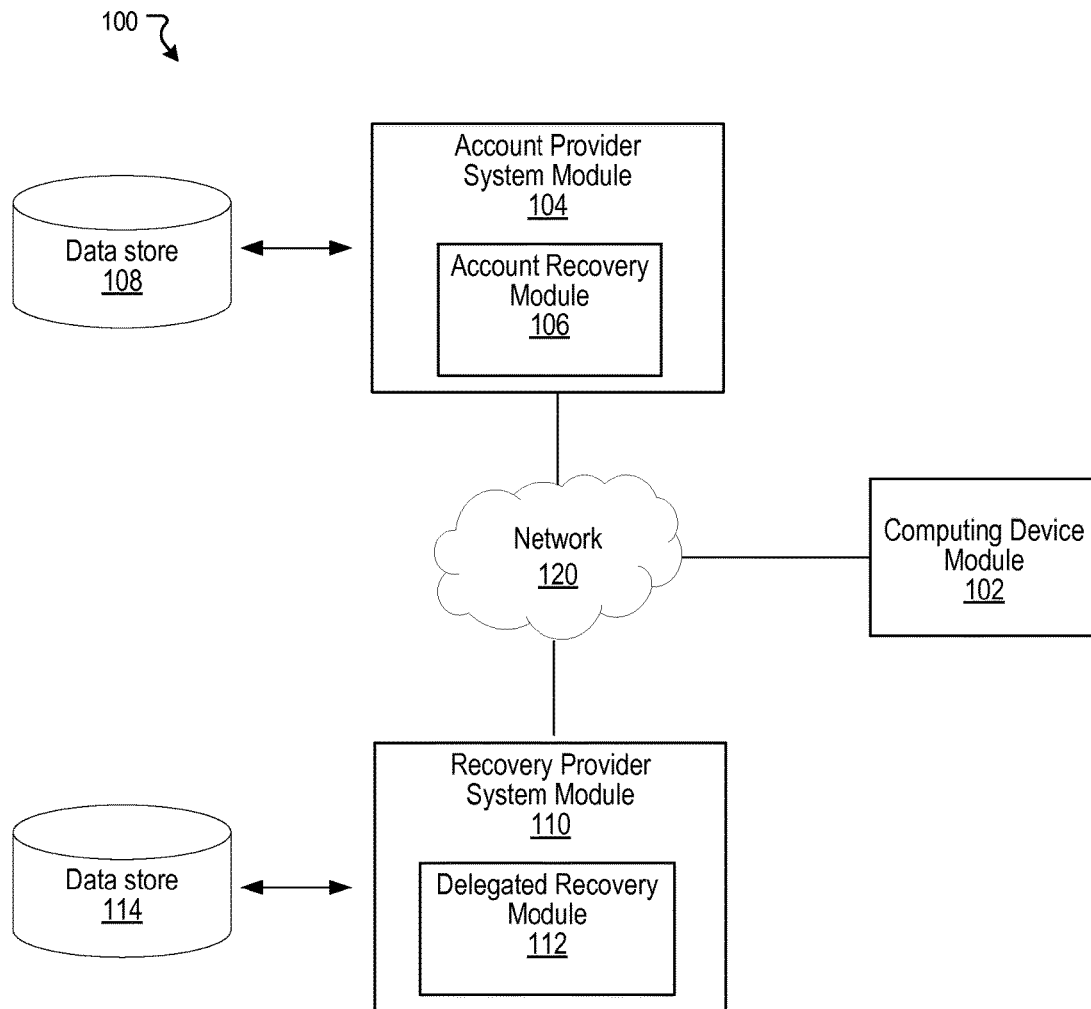 100
Account Provider
System Module
104
Data store
108
Account Recovery
Module
106
Network
120
Computing Device
Module
102
Recovery Provider
System Module
110
Data store
114
Delegated Recovery
Module
112